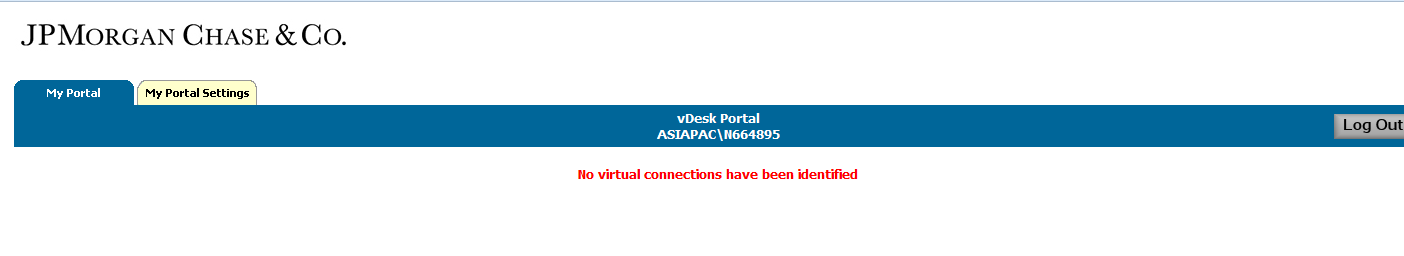 JPMORGAN CHASE & CO.
My Portal
My Portal Settings
vDesk Portal
ASIAPAC\N664895
Log Out
No virtual connections have been identified